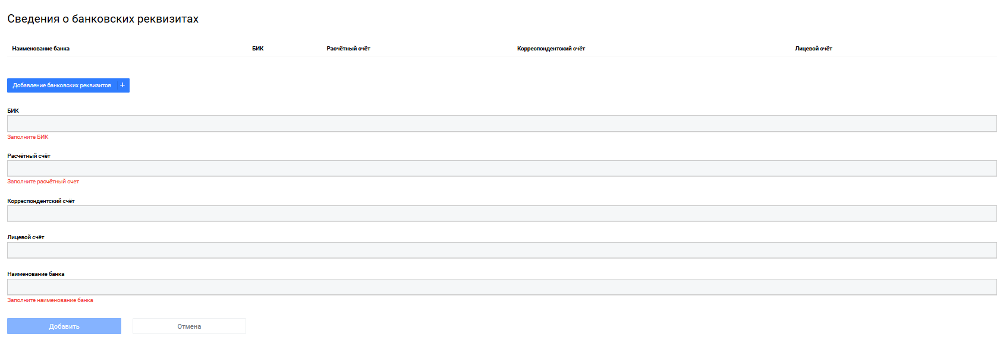 Сведения о банковских реквизитах
Наименование банка БИК Расчётный счёт Корреспондентский счёт Лицевой счёт
Добавление банковских реквизитов +
БИК
Заполните БИК
Расчётный счёт
Заполните расчётный счет
Корреспондентский счёт
Лицевой счёт
Наименование банка
Заполните наименование банка
Добавить Отмена